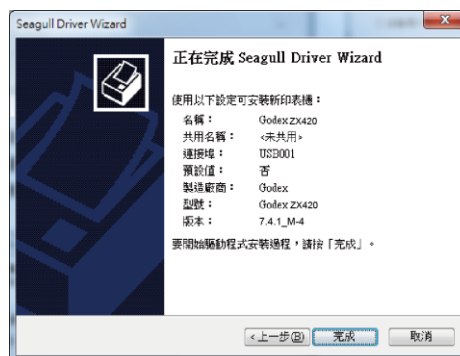 Seagull Driver Wizard
正在完成 Seagull Driver Wizard
使用以下設定可安裝新印表機：
名稱： Godex ZX420
共用名稱： <未共用>
連接埠： USB001
預設值： 否
製造廠商： Godex
型號： Godex ZX420
版本： 7.4.1_M-4
要開始驅動程式安裝過程，請按「完成」。
<上一步(B) 完成 取消